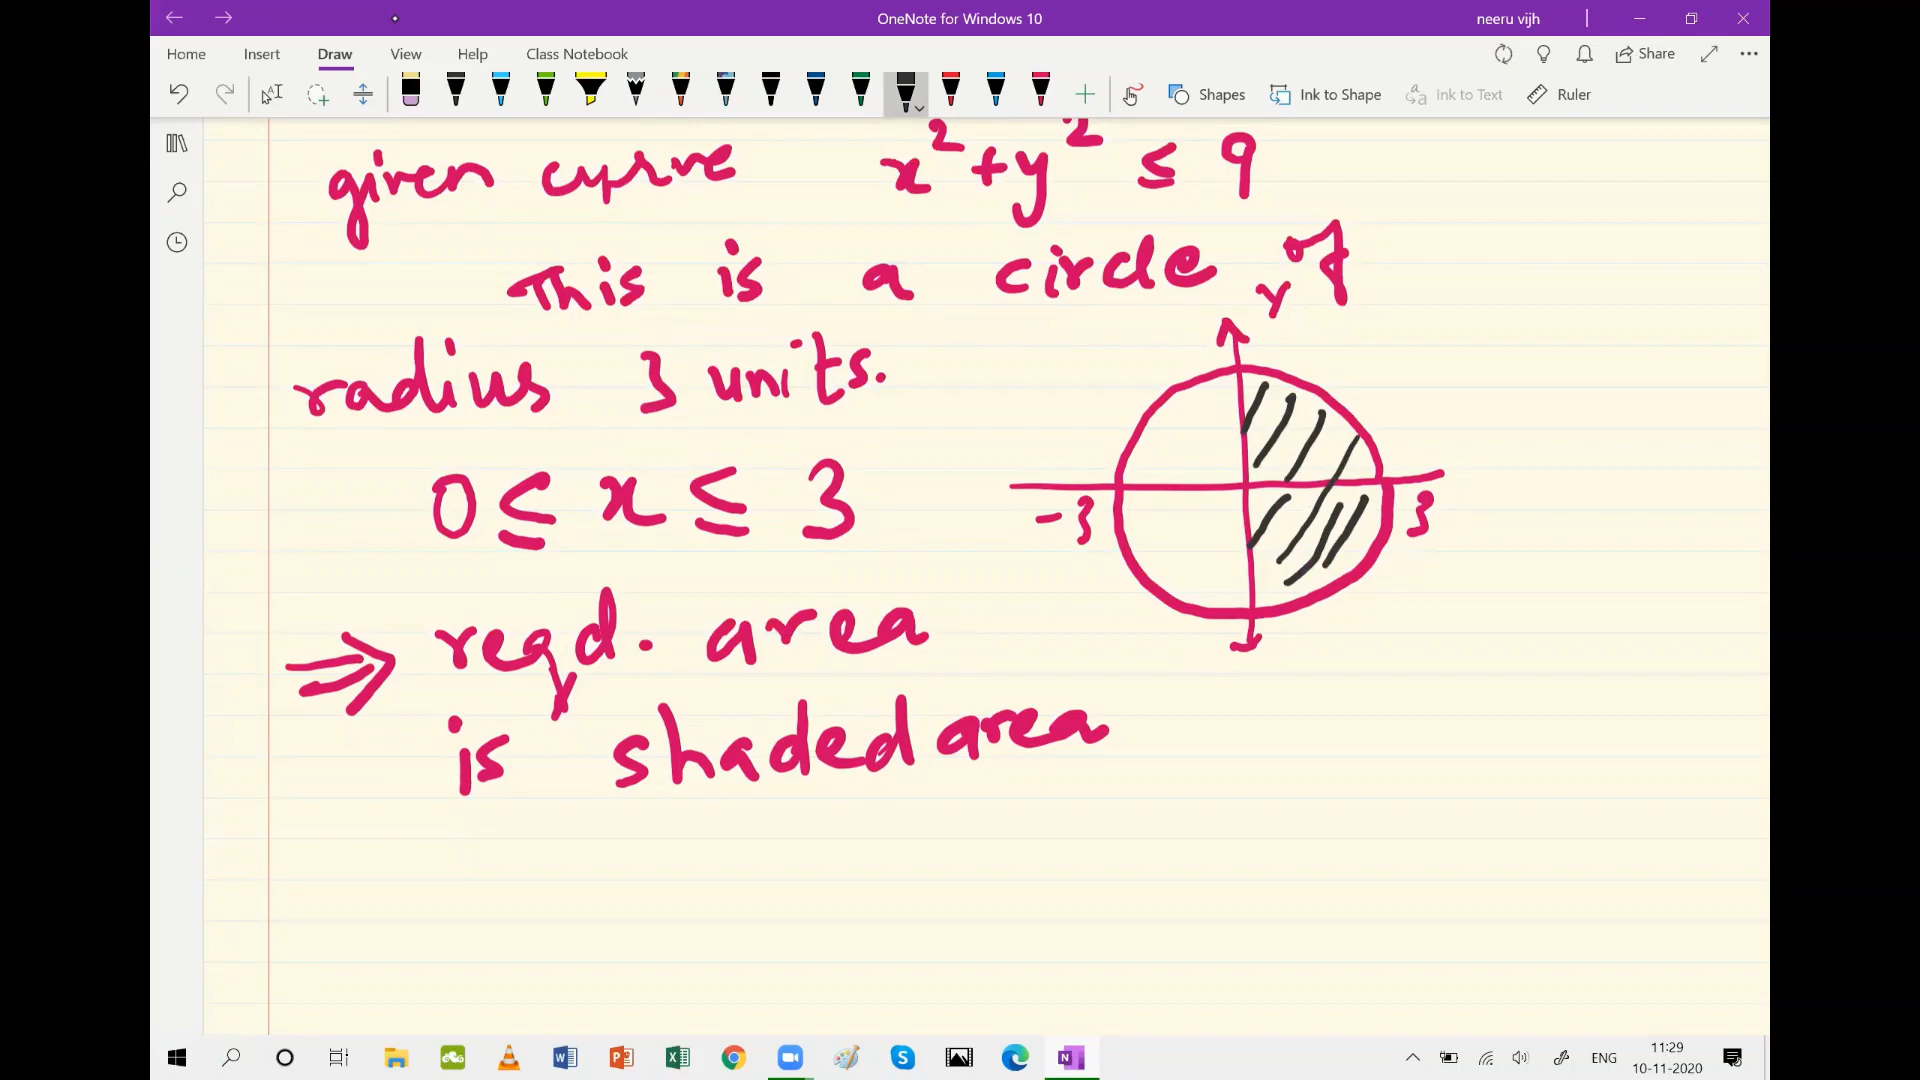 OneNote for Windows 10
neeru vijh
Home Insert Draw View Help Class Notebook
Share
Shapes Ink to Shape Ink to Text Ruler
given curve x² + y² ≤ 9
This is a circle of
radius 3 units.
Y
0 ≤ x ≤ 3
-3 3
⇒ reqd. area
is shaded area
ENG
11:29
10-11-2020